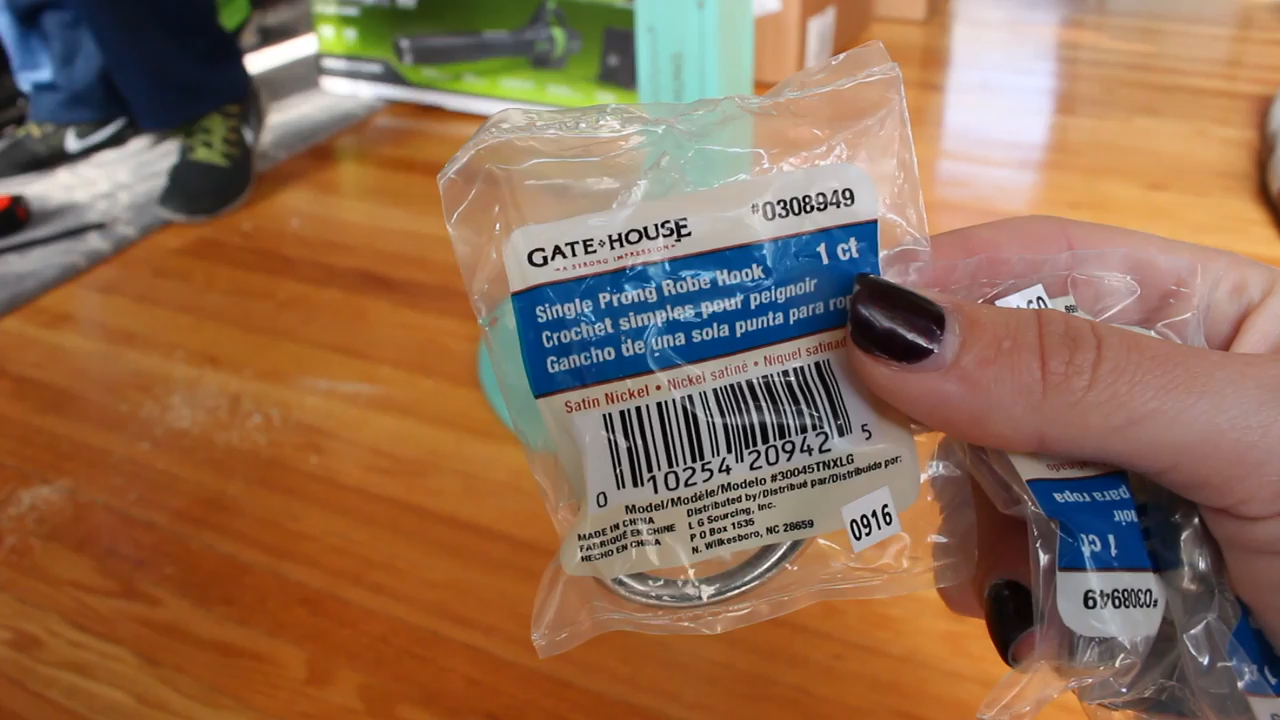 #0308949
GATE HOUSE
A STRONG IMPRESSION
1 ct
Single Prong Robe Hook
Crochet simples pour peignoir
Gancho de una sola punta para
Satin Nickel • Nickel satiné • Niquel
0 10254 20942 5
Model/Modèle/Modelo #30045TNXLG
Distributed by/Distribué par/Distribuido por:
L G Sourcing, Inc.
P O Box 1535
N. Wilkesboro, NC 28659
MADE IN CHINA
FABRIQUÉ EN CHINE
HECHO EN CHINA
0916
para ropa
1 ct
#0308949